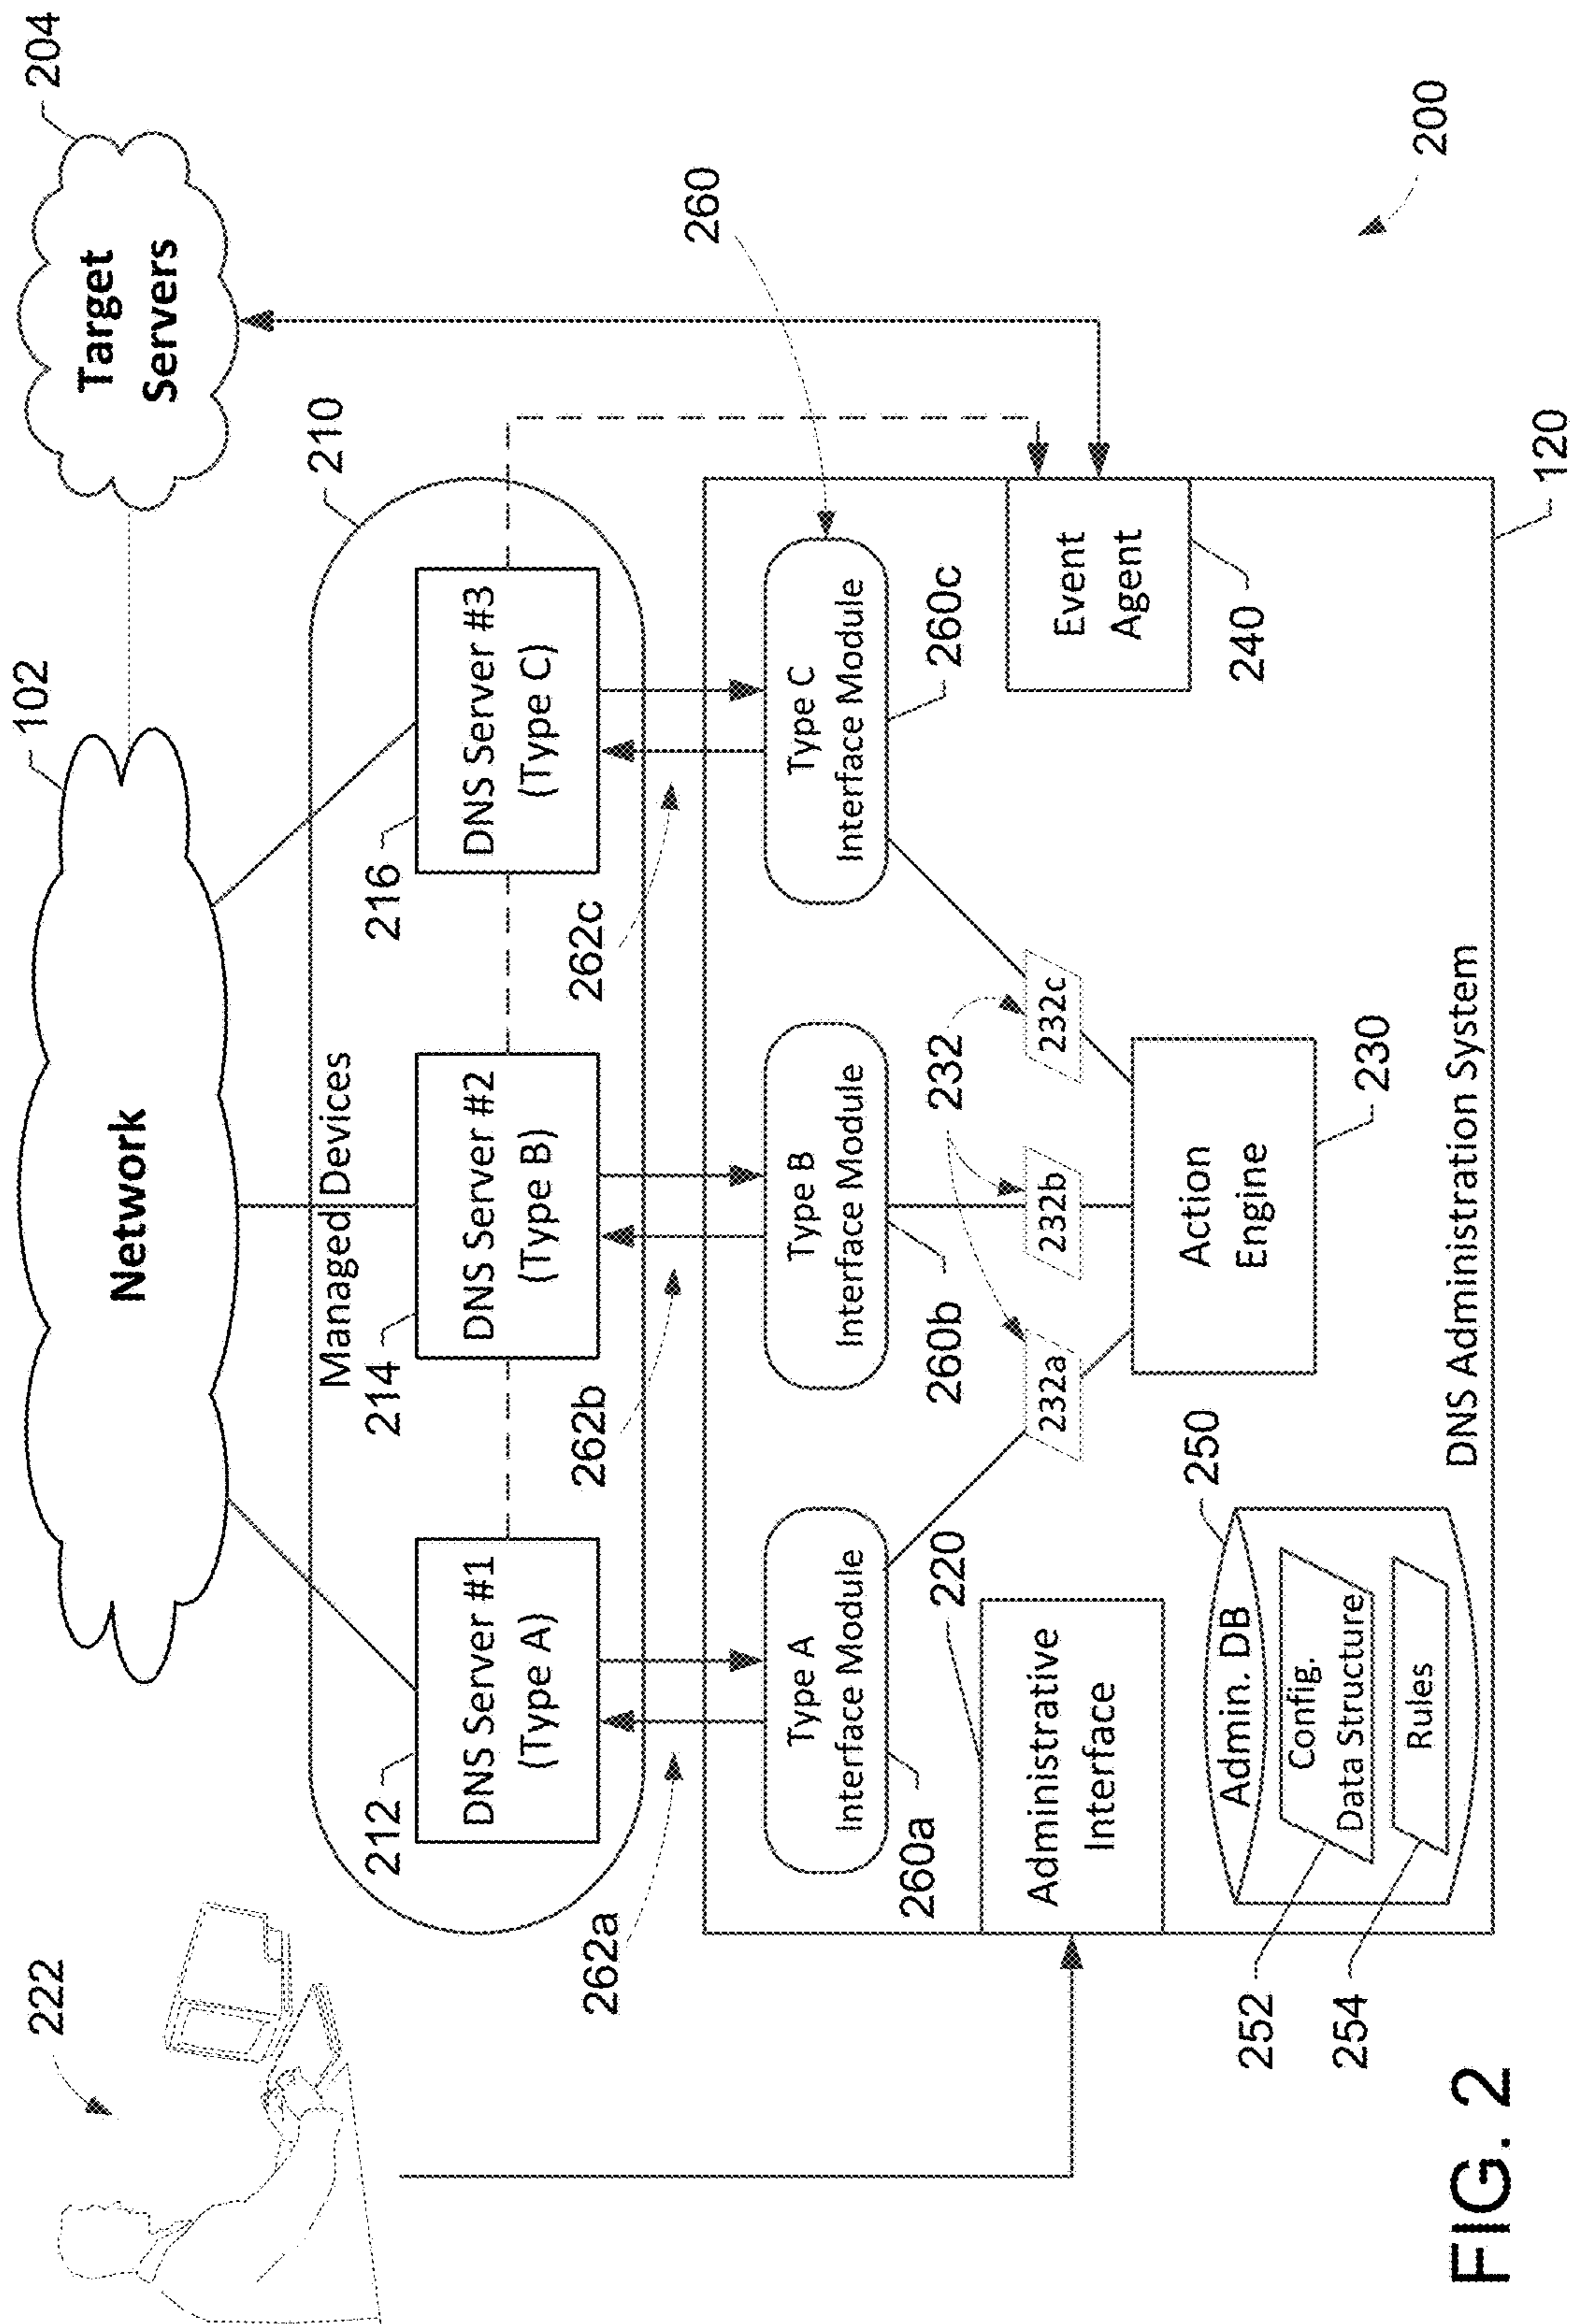 222
102
204
Network
Target
Servers
210
Managed Devices
212
214
216
DNS Server #1
(Type A)
DNS Server #2
(Type B)
DNS Server #3
(Type C)
262a
262b
262c
260
Type A
Interface Module
Type B
Interface Module
Type C
Interface Module
260a
220
260b
232
260c
Administrative
Interface
232a
232b
232c
Event
Agent
250
Action
Engine
240
Admin. DB
Config.
Data Structure
Rules
252
254
230
DNS Administration System
120
200
FIG. 2